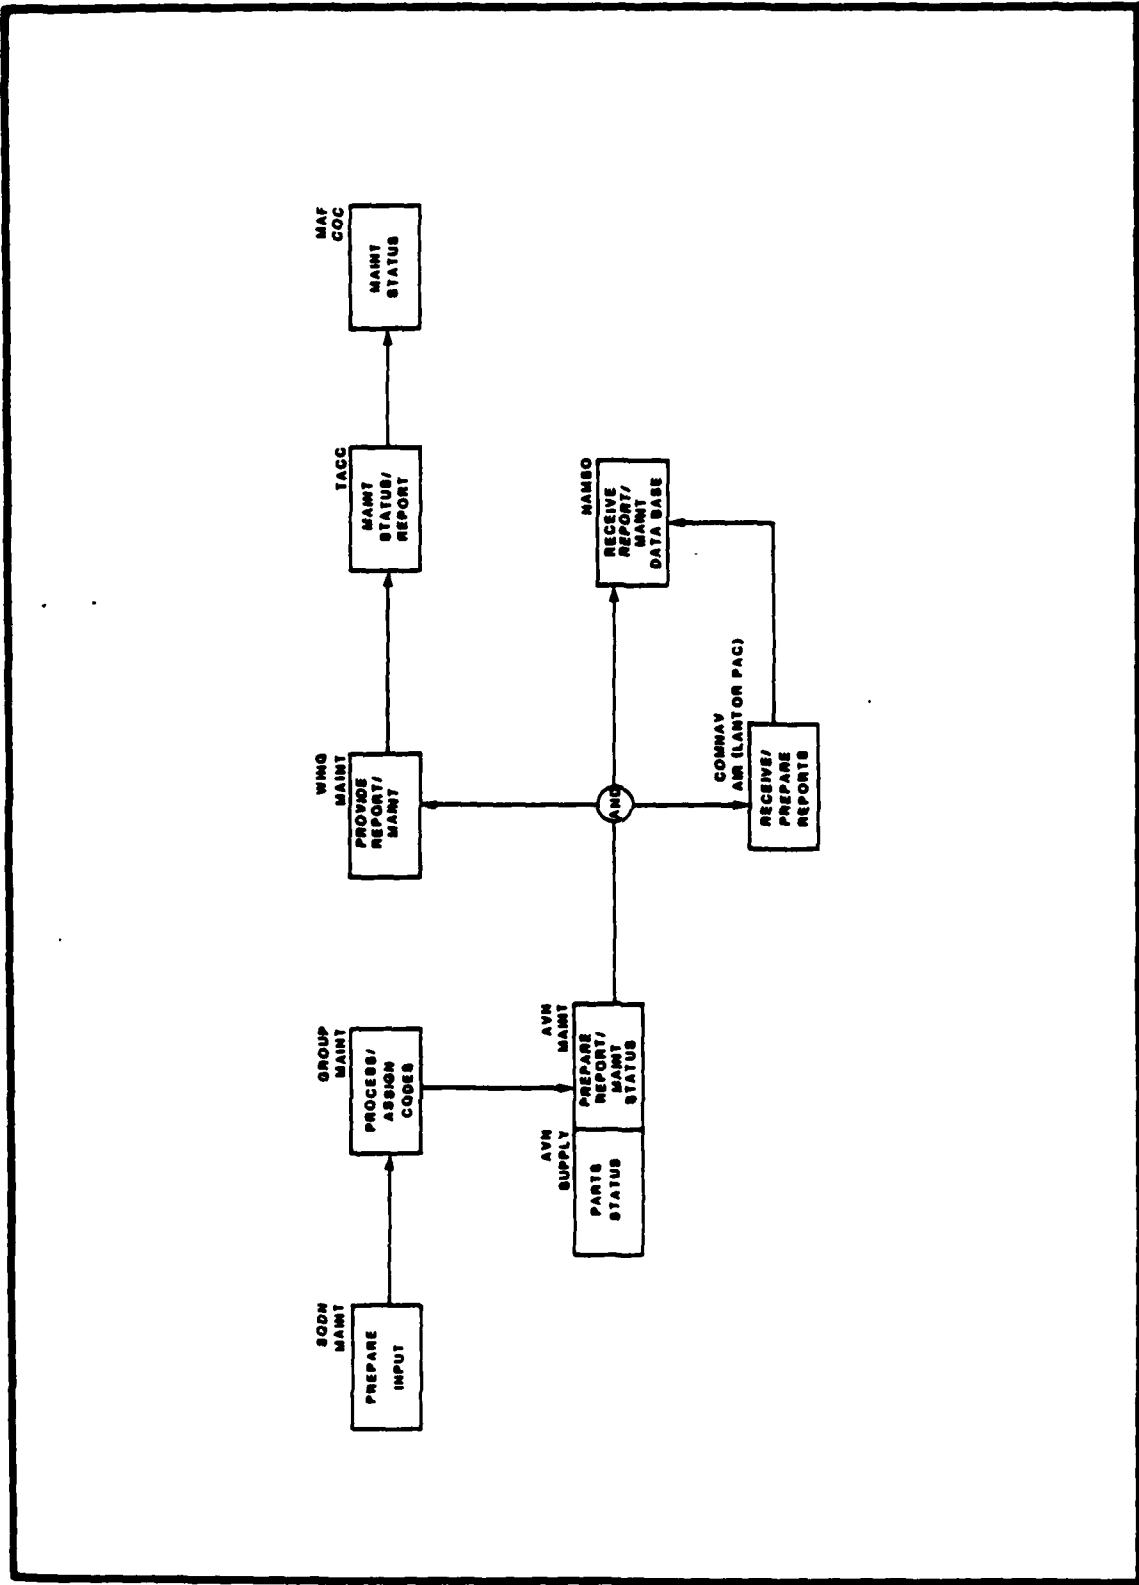 SQDN
MAINT
PREPARE
INPUT
GROUP
MAINT
PROCESS/
ASSIGN
CODES
AVN
SUPPLY
PARTS
STATUS
AVN
MAINT
PREPARE
REPORT/
MAINT
STATUS
AND
WING
MAINT
PROVIDE
REPORT/
MAINT
COMNAV
AIR (LANT OR PAC)
RECEIVE/
PREPARE
REPORTS
TACC
MAINT
STATUS/
REPORT
NAMSO
RECEIVE
REPORT/
MAINT
DATA BASE
MAF
COC
MAINT
STATUS